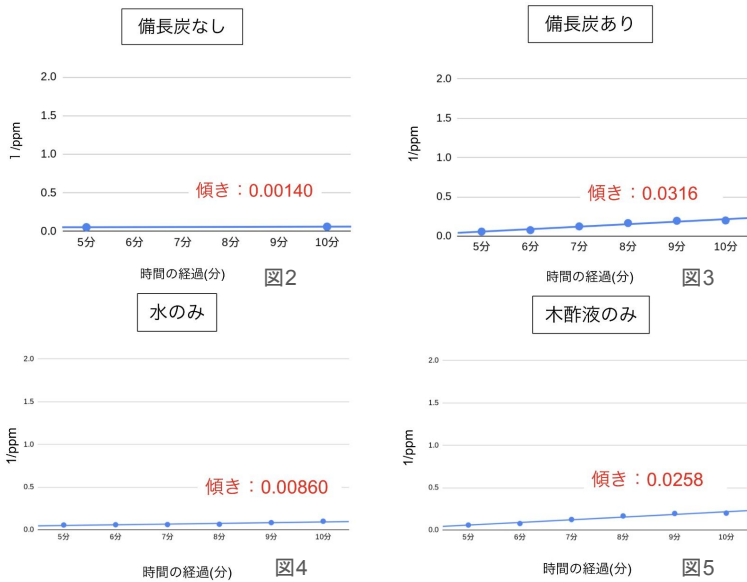 備長炭なし
2.0
1.5
1.0
0.5
0.0
1/ppm
傾き：0.00140
5分 6分 7分 8分 9分 10分
時間の経過(分)
図2
備長炭あり
2.0
1.5
1.0
0.5
0.0
1/ppm
傾き：0.0316
5分 6分 7分 8分 9分 10分
時間の経過(分)
図3
水のみ
2.0
1.5
1.0
0.5
0.0
1/ppm
傾き：0.00860
5分 6分 7分 8分 9分 10分
時間の経過(分)
図4
木酢液のみ
2.0
1.5
1.0
0.5
0.0
1/ppm
傾き：0.0258
5分 6分 7分 8分 9分 10分
時間の経過(分)
図5